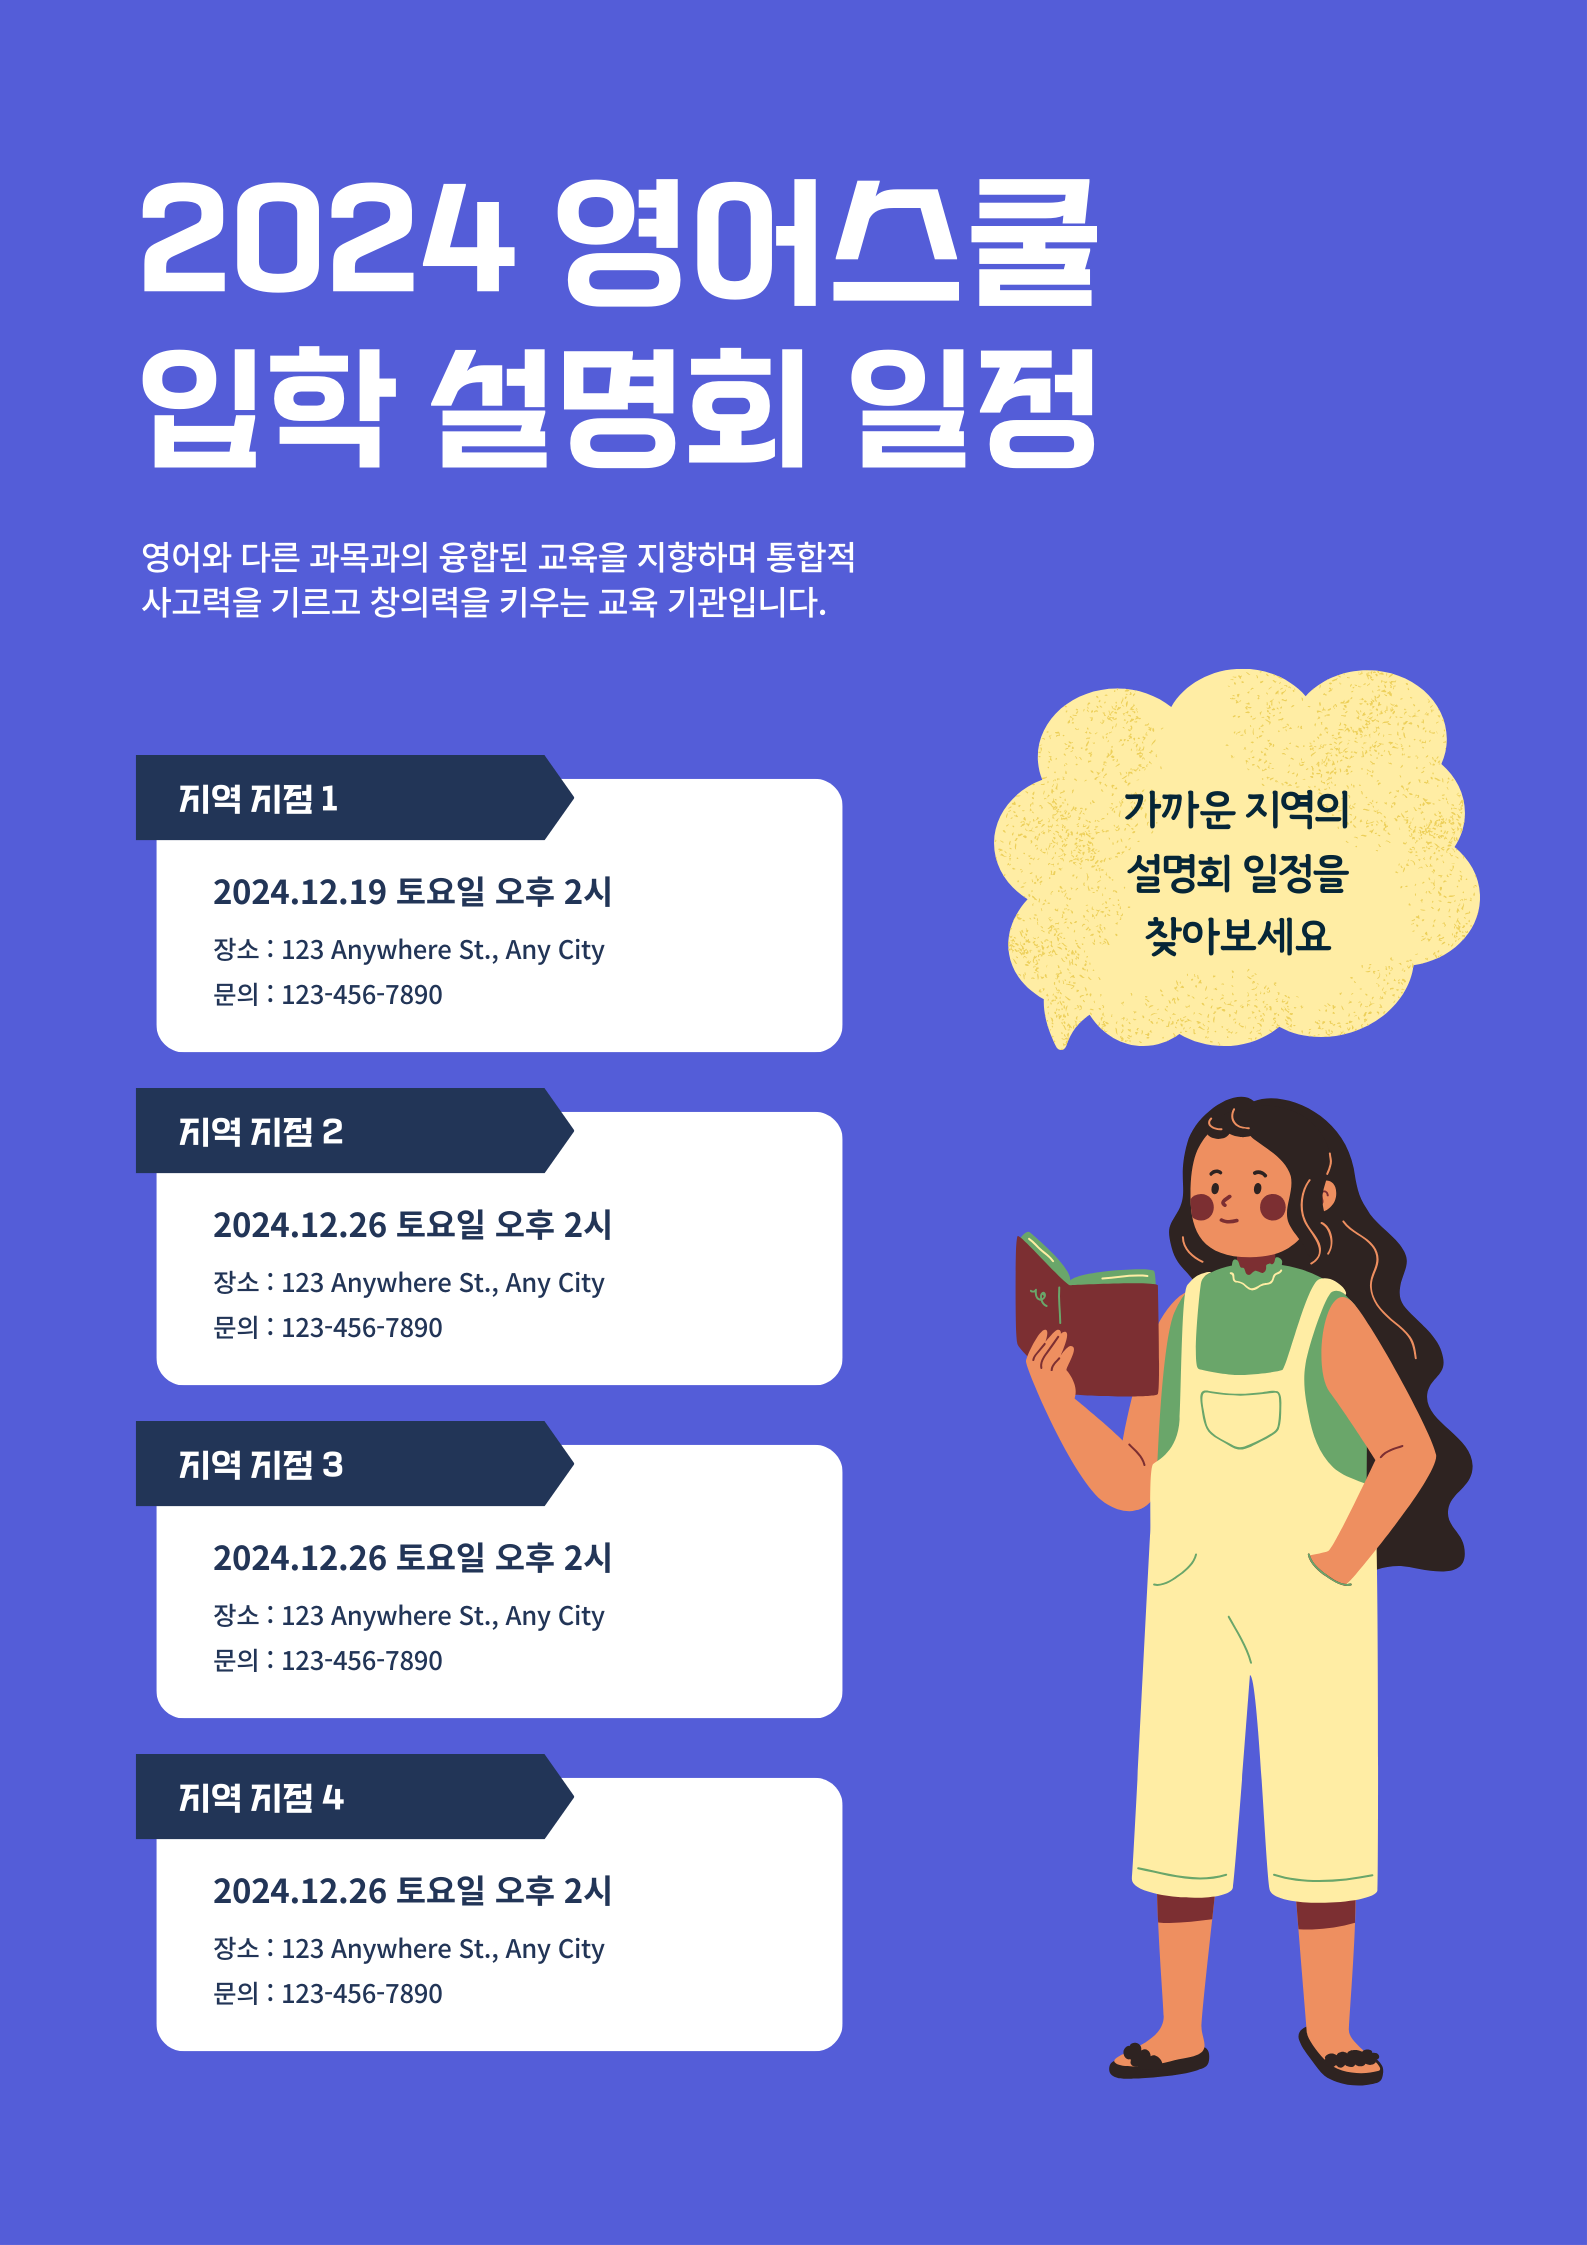 2024 영어스쿨
입학 설명회 일정
영어와 다른 과목과의 융합된 교육을 지향하며 통합적
사고력을 기르고 창의력을 키우는 교육 기관입니다.
가까운 지역의
설명회 일정을
찾아보세요
지역 지점 1
2024.12.19 토요일 오후 2시
장소 : 123 Anywhere St., Any City
문의 : 123-456-7890
지역 지점 2
2024.12.26 토요일 오후 2시
장소 : 123 Anywhere St., Any City
문의 : 123-456-7890
지역 지점 3
2024.12.26 토요일 오후 2시
장소 : 123 Anywhere St., Any City
문의 : 123-456-7890
지역 지점 4
2024.12.26 토요일 오후 2시
장소 : 123 Anywhere St., Any City
문의 : 123-456-7890